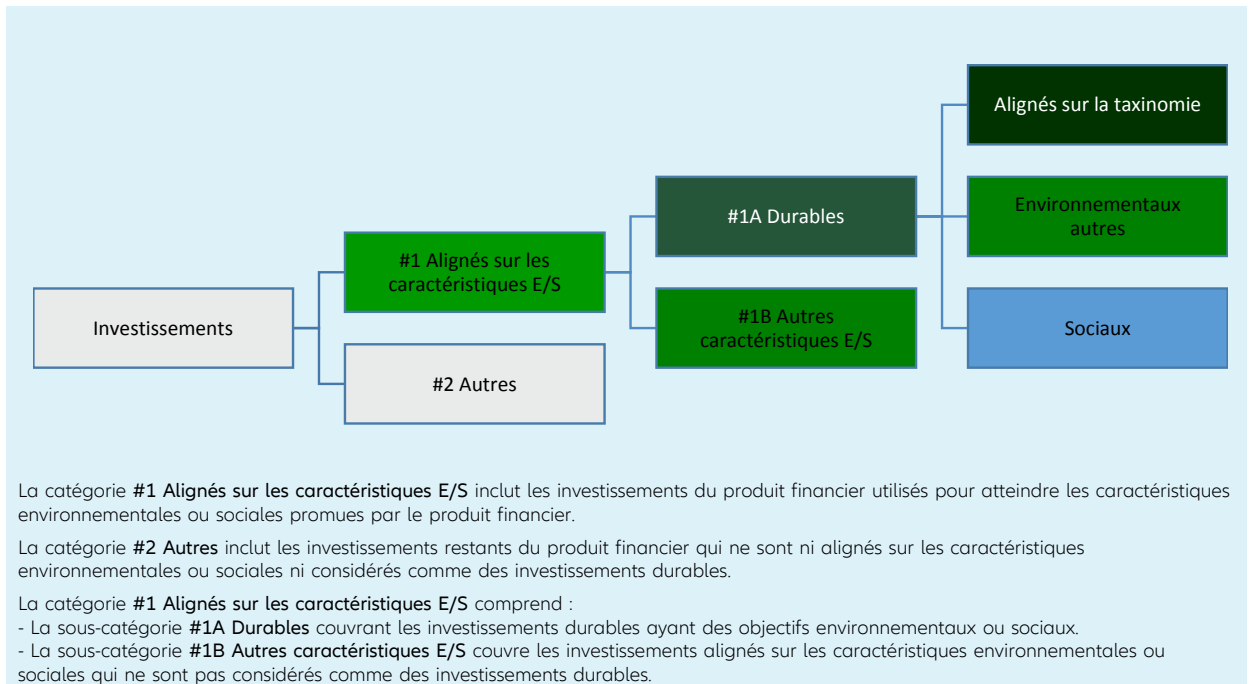 Alignés sur la taxinomie
#1A Durables
Environnementaux
autres
#1 Alignés sur les
caractéristiques E/S
Investissements
#1B Autres
caractéristiques E/S
Sociaux
#2 Autres
La catégorie #1 Alignés sur les caractéristiques E/S inclut les investissements du produit financier utilisés pour atteindre les caractéristiques
environnementales ou sociales promues par le produit financier.
La catégorie #2 Autres inclut les investissements restants du produit financier qui ne sont ni alignés sur les caractéristiques
environnementales ou sociales ni considérés comme des investissements durables.
La catégorie #1 Alignés sur les caractéristiques E/S comprend :
- La sous-catégorie #1A Durables couvrant les investissements durables ayant des objectifs environnementaux ou sociaux.
- La sous-catégorie #1B Autres caractéristiques E/S couvre les investissements alignés sur les caractéristiques environnementales ou
sociales qui ne sont pas considérés comme des investissements durables.